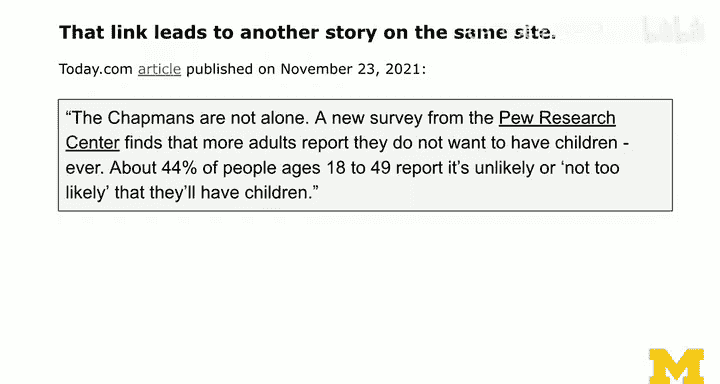 That link leads to another story on the same site.
Today.com article published on November 23, 2021:
“The Chapmans are not alone. A new survey from the Pew Research
Center finds that more adults report they do not want to have children -
ever. About 44% of people ages 18 to 49 report it’s unlikely or ‘not too
likely’ that they’ll have children.”
M